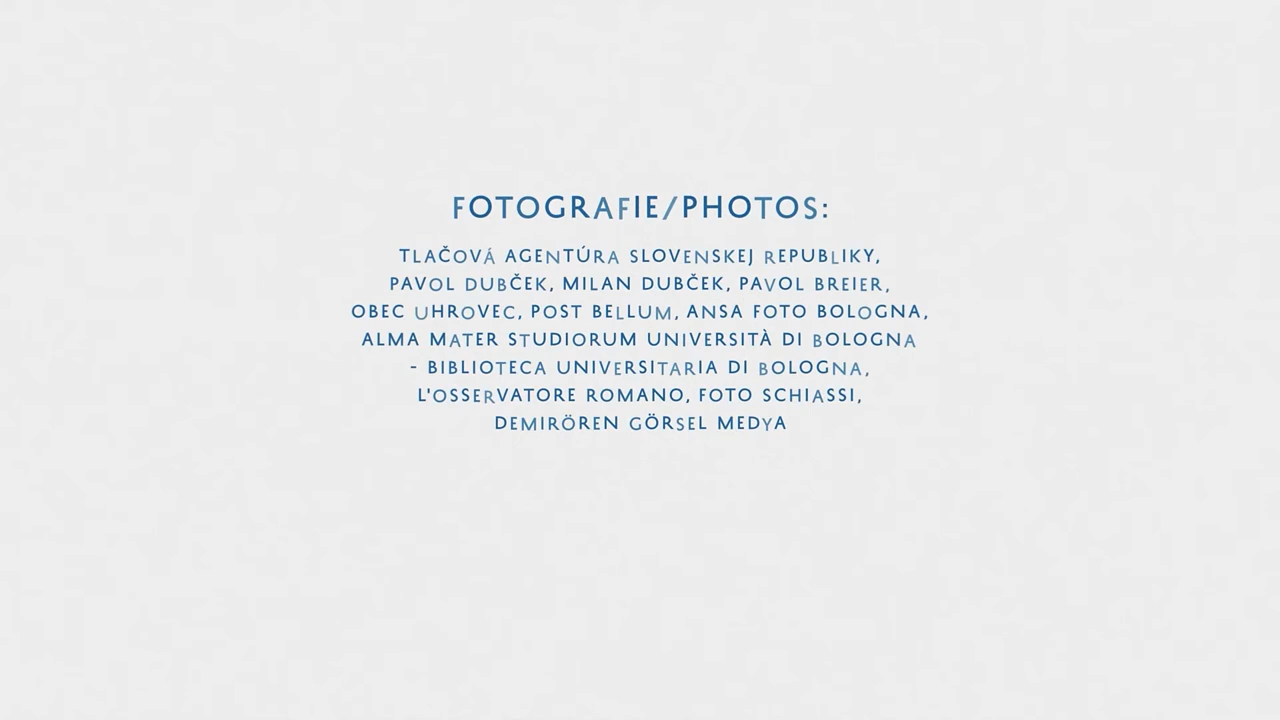 FOTOGRAFIE/PHOTOS:
TLAČOVÁ AGENTÚRA SLOVENSKEJ REPUBLIKY,
PAVOL DUBČEK, MILAN DUBČEK, PAVOL BREIER,
OBEC UHROVEC, POST BELLUM, ANSA FOTO BOLOGNA,
ALMA MATER STUDIORUM UNIVERSITÀ DI BOLOGNA
- BIBLIOTECA UNIVERSITARIA DI BOLOGNA,
L'OSSERVATORE ROMANO, FOTO SCHIASSI,
DEMIRÖREN GÖRSEL MEDYA